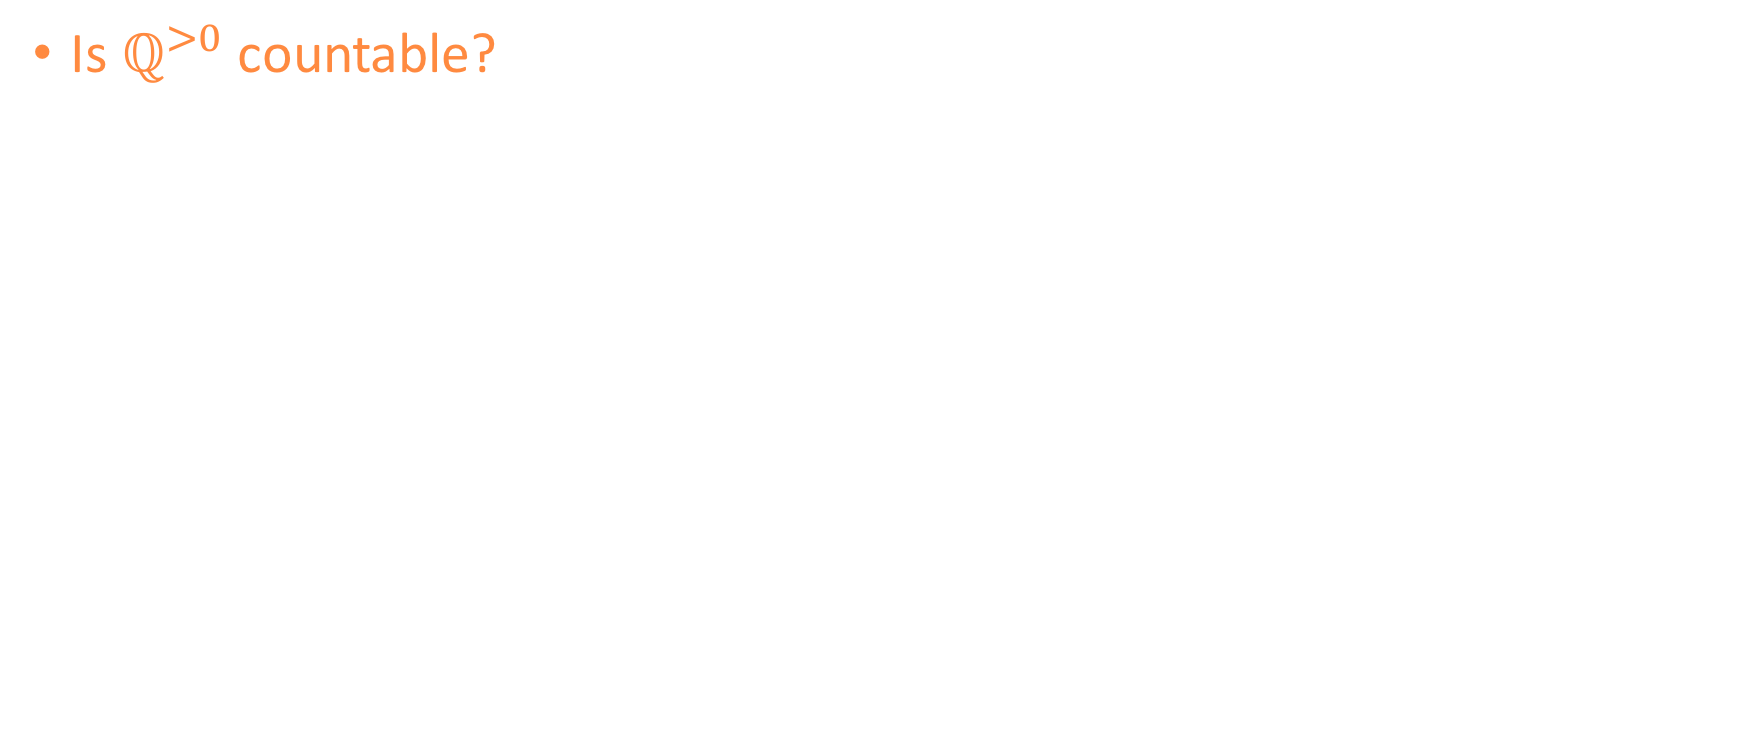 • Is ℚ^{>0} countable?